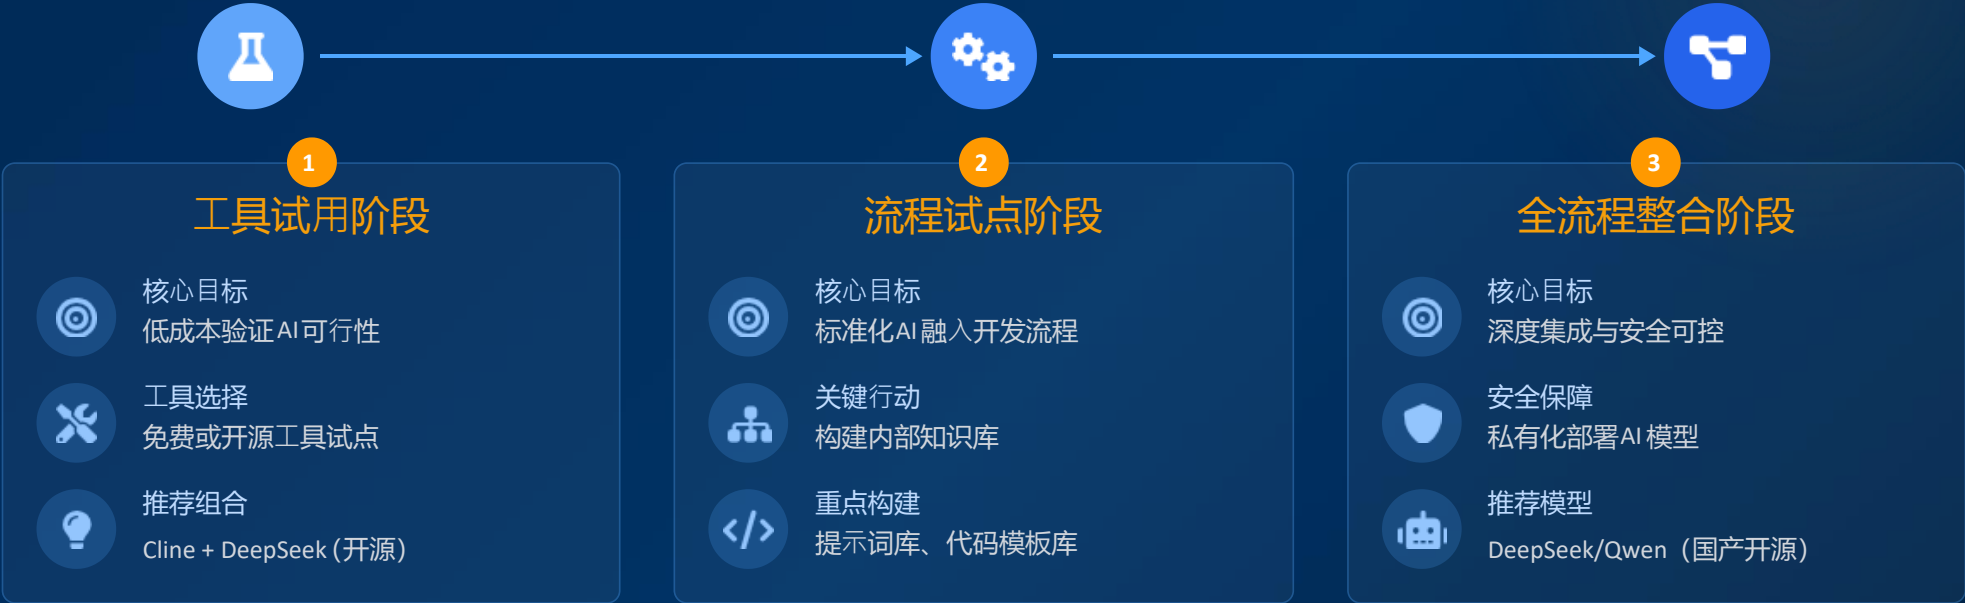 1
工具试用阶段
核心目标
低成本验证AI可行性
工具选择
免费或开源工具试点
推荐组合
Cline + DeepSeek (开源)
2
流程试点阶段
核心目标
标准化AI融入开发流程
关键行动
构建内部知识库
重点构建
提示词库、代码模板库
3
全流程整合阶段
核心目标
深度集成与安全可控
安全保障
私有化部署AI模型
推荐模型
DeepSeek/Qwen (国产开源)